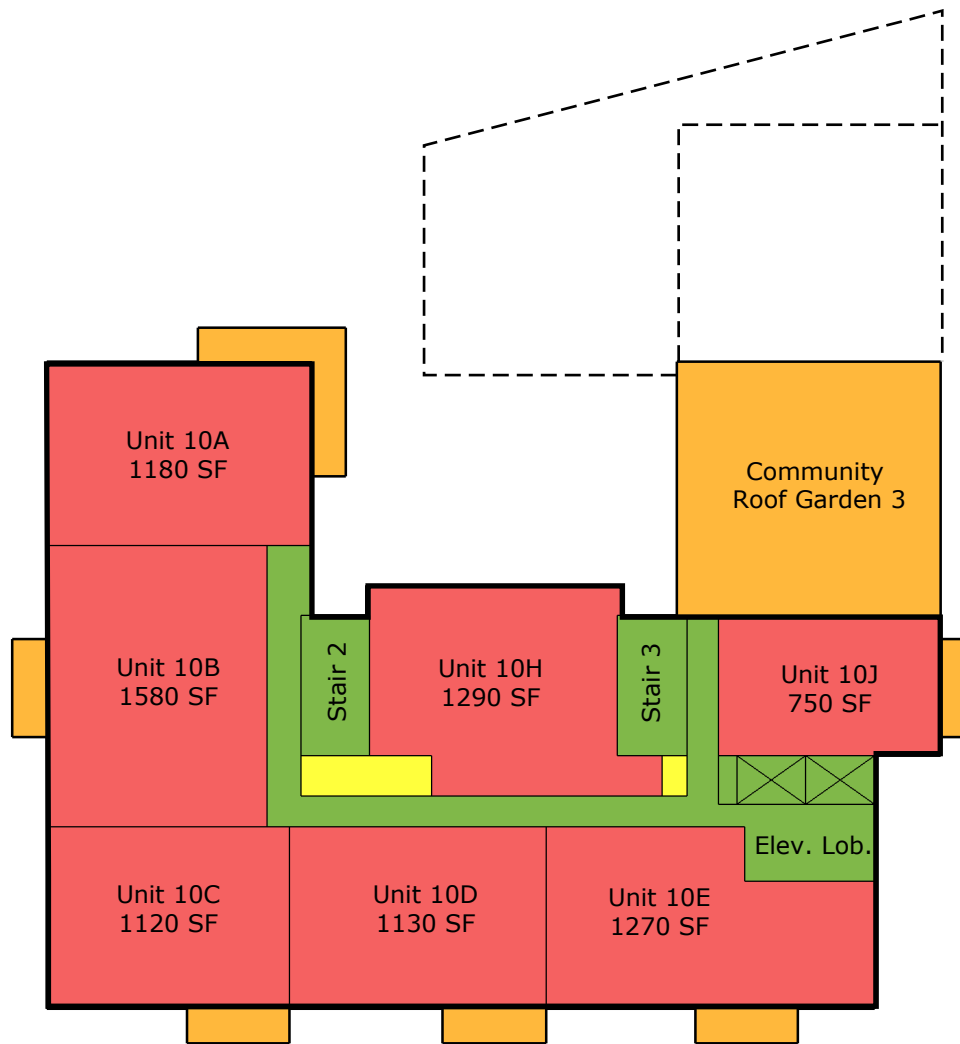 Unit 10A
1180 SF
Community
Roof Garden 3
Unit 10B
1580 SF
Stair 2
Unit 10H
1290 SF
Stair 3
Unit 10J
750 SF
Elev. Lob.
Unit 10C
1120 SF
Unit 10D
1130 SF
Unit 10E
1270 SF